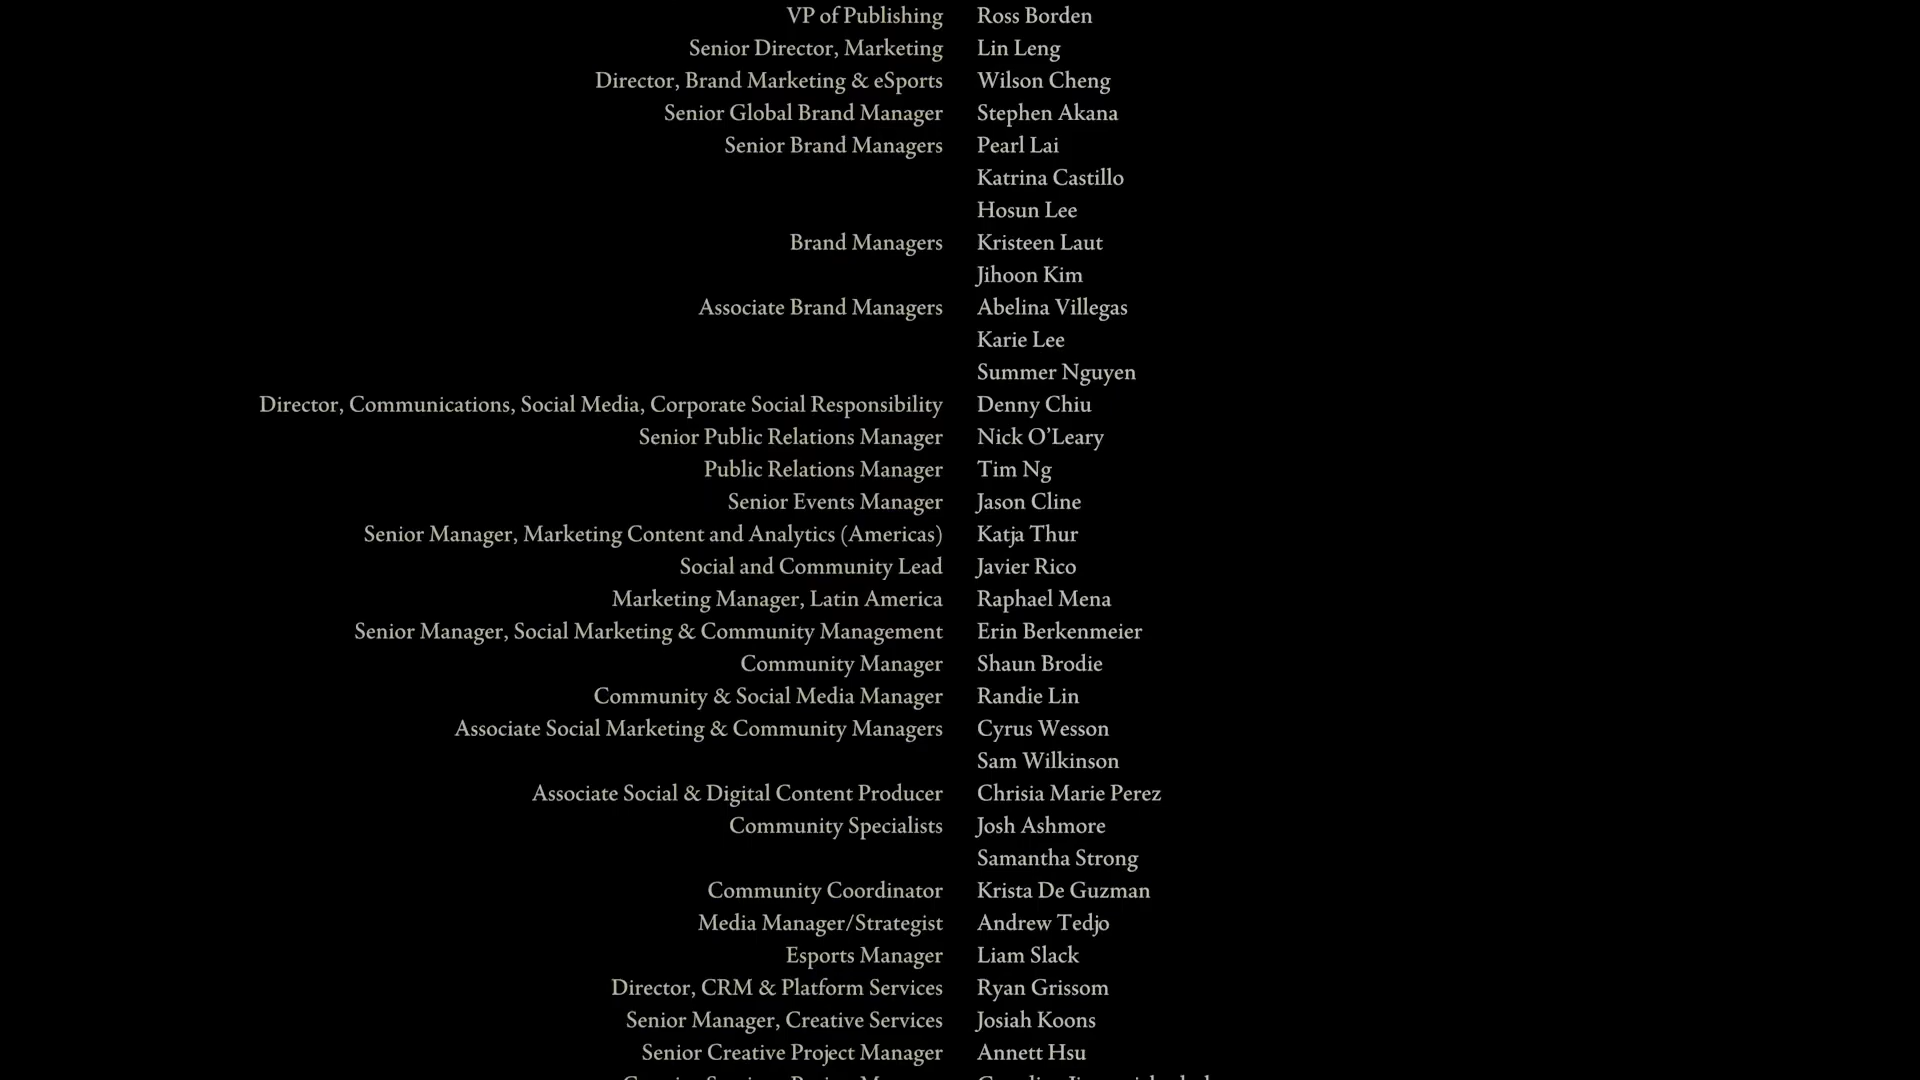 VP of Publishing Ross Borden
Senior Director, Marketing Lin Leng
Director, Brand Marketing & eSports Wilson Cheng
Senior Global Brand Manager Stephen Akana
Senior Brand Managers Pearl Lai
Katrina Castillo
Hosun Lee
Brand Managers Kristeen Laut
Jihoon Kim
Associate Brand Managers Abelina Villegas
Karie Lee
Summer Nguyen
Director, Communications, Social Media, Corporate Social Responsibility Denny Chiu
Senior Public Relations Manager Nick O’Leary
Public Relations Manager Tim Ng
Senior Events Manager Jason Cline
Senior Manager, Marketing Content and Analytics (Americas) Katja Thur
Social and Community Lead Javier Rico
Marketing Manager, Latin America Raphael Mena
Senior Manager, Social Marketing & Community Management Erin Berkenmeier
Community Manager Shaun Brodie
Community & Social Media Manager Randie Lin
Associate Social Marketing & Community Managers Cyrus Wesson
Sam Wilkinson
Associate Social & Digital Content Producer Chrisia Marie Perez
Community Specialists Josh Ashmore
Samantha Strong
Community Coordinator Krista De Guzman
Media Manager/Strategist Andrew Tedjo
Esports Manager Liam Slack
Director, CRM & Platform Services Ryan Grissom
Senior Manager, Creative Services Josiah Koons
Senior Creative Project Manager Annett Hsu